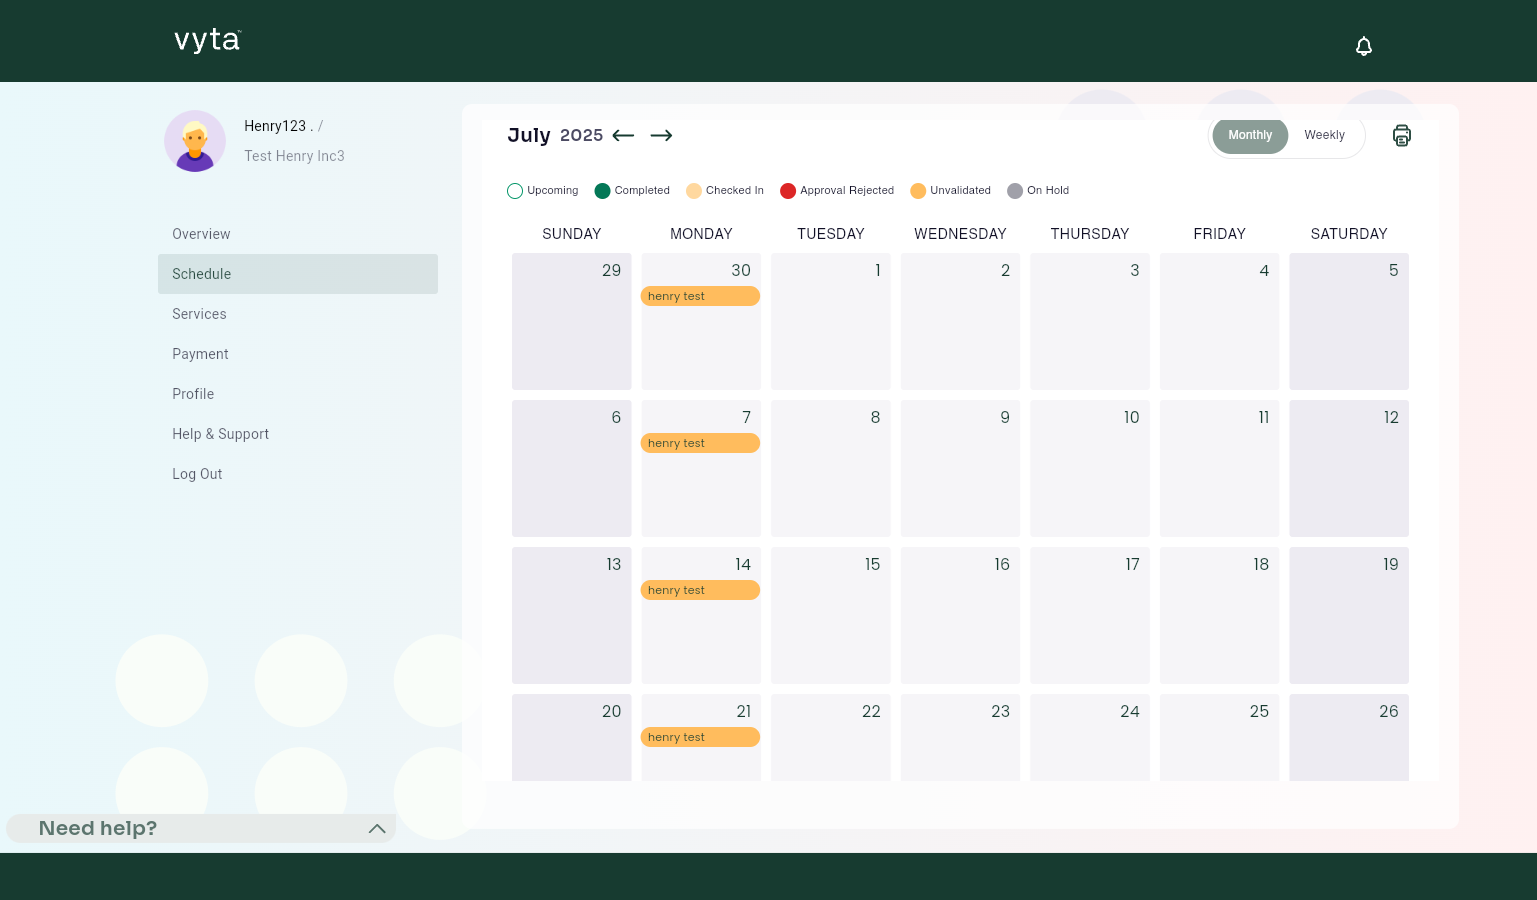 vyta
Henry123 . /
Test Henry Inc3
Overview
Schedule
Services
Payment
Profile
Help & Support
Log Out
July 2025
Monthly Weekly
Upcoming Completed Checked In Approval Rejected Unvalidated On Hold
SUNDAY MONDAY TUESDAY WEDNESDAY THURSDAY FRIDAY SATURDAY
29 30 1 2 3 4 5
henry test
6 7 8 9 10 11 12
henry test
13 14 15 16 17 18 19
henry test
20 21 22 23 24 25 26
henry test
Need help?